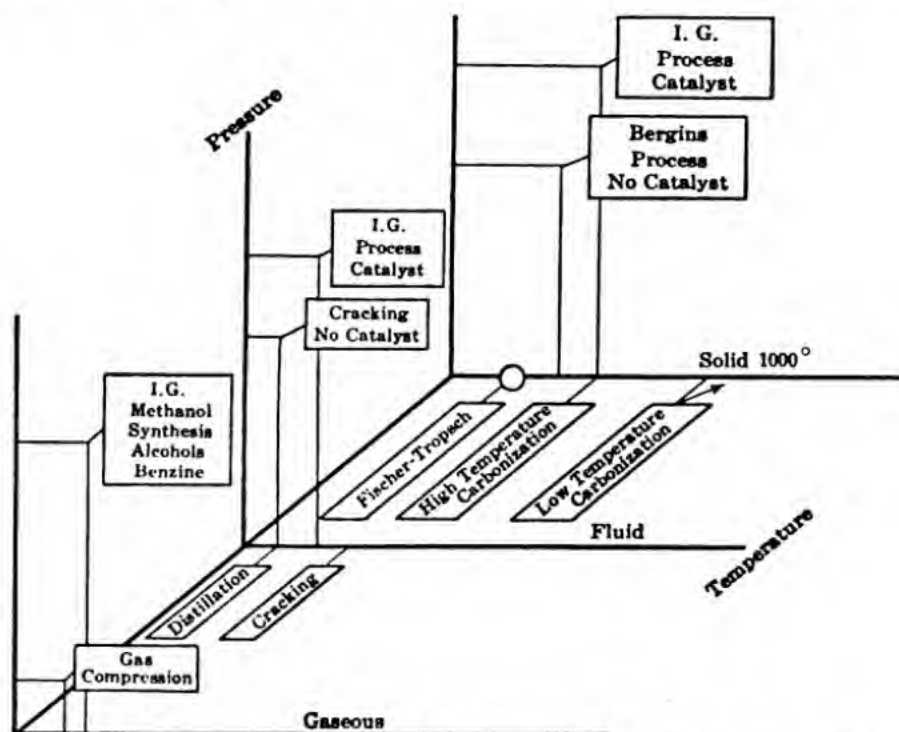 I. G.
Process
Catalyst
Pressure
Bergins
Process
No Catalyst
I.G.
Process
Catalyst
Cracking
No Catalyst
Solid 1000°
I.G.
Methanol
Synthesis
Alcohols
Benzine
Fischer-Tropsch
High Temperature
Carbonization
Low Temperature
Carbonization
Fluid
Temperature
Distillation
Cracking
Gas
Compression
Gaseous